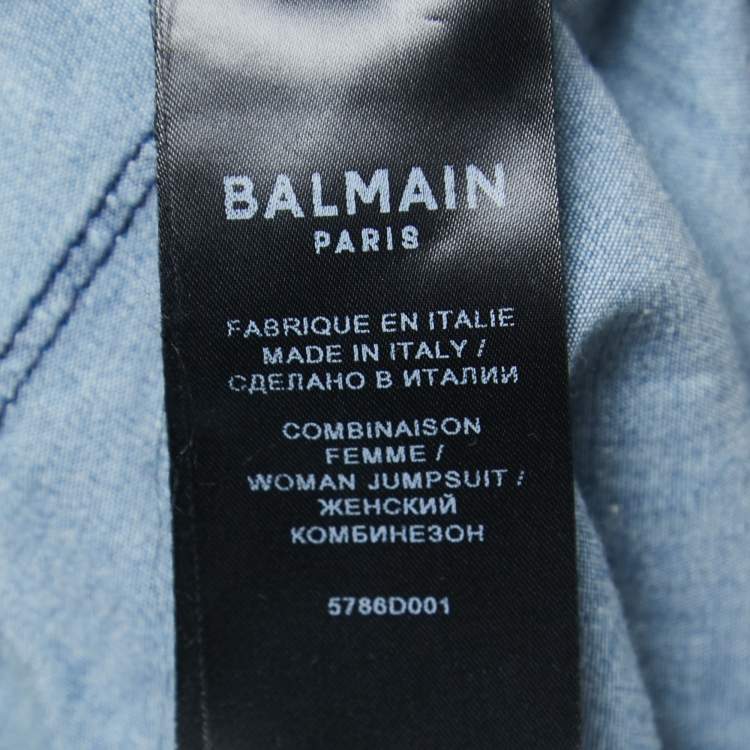 BALMAIN
PARIS
FABRIQUE EN ITALIE
MADE IN ITALY /
СДЕЛАНО В ИТАЛИИ
COMBINAISON
FEMME /
WOMAN JUMPSUIT /
ЖЕНСКИЙ
КОМБИНЕЗОН
5786D001